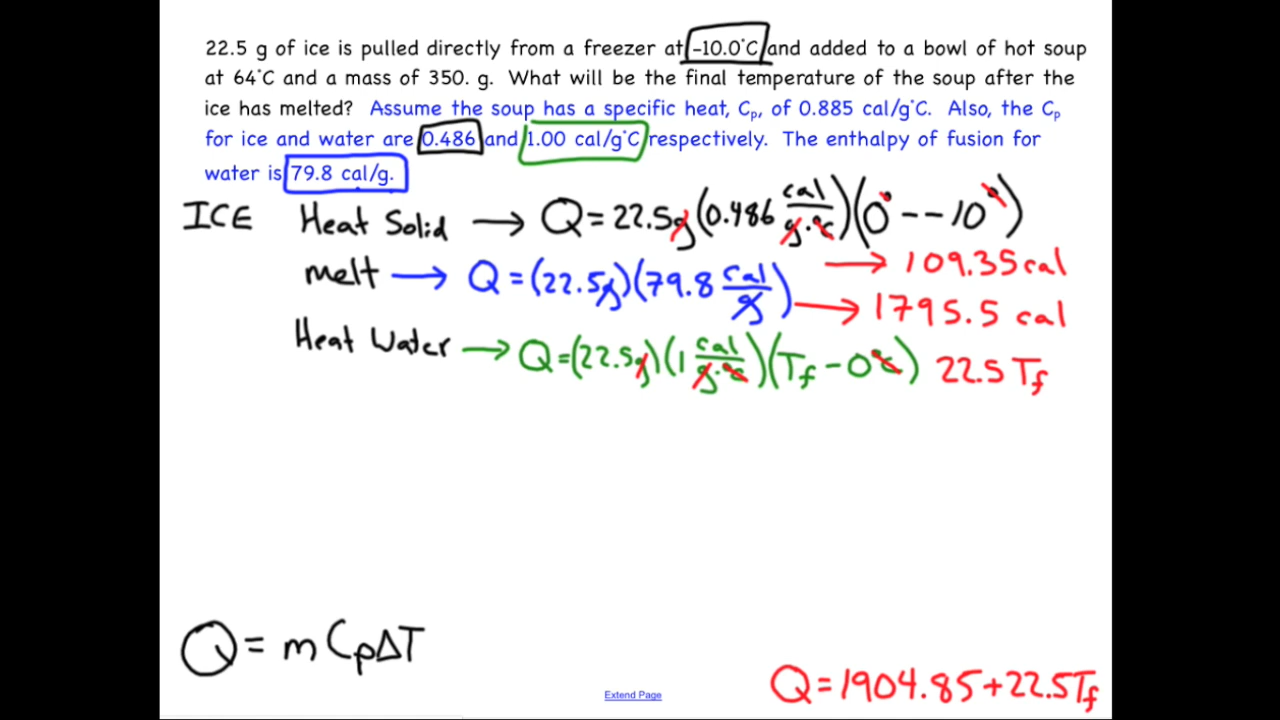 22.5 g of ice is pulled directly from a freezer at -10.0°C and added to a bowl of hot soup
at 64°C and a mass of 350. g. What will be the final temperature of the soup after the
ice has melted? Assume the soup has a specific heat, Cₚ, of 0.885 cal/g°C. Also, the Cₚ
for ice and water are 0.486 and 1.00 cal/g°C respectively. The enthalpy of fusion for
water is 79.8 cal/g.
ICE Heat Solid → Q = 22.5g (0.486 cal/g·°C)(0° - -10°)
→ 109.35 cal
melt → Q = (22.5g)(79.8 cal/g)
→ 1795.5 cal
Heat Water → Q = (22.5g)(1 cal/g·°C)(Tf - 0°C) 22.5 Tf
Q = m CpΔT
Extend Page
Q = 1904.85 + 22.5Tf